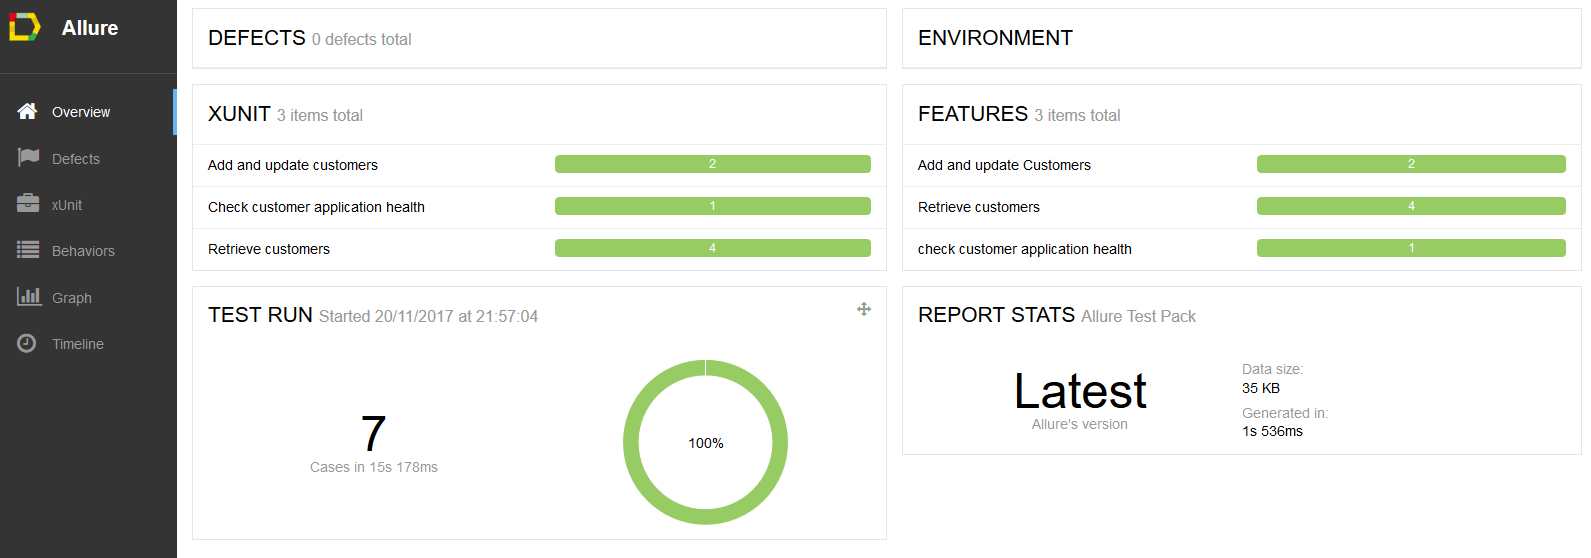 Allure
Overview
Defects
xUnit
Behaviors
Graph
Timeline
DEFECTS 0 defects total
ENVIRONMENT
XUNIT 3 items total
Add and update customers 2
Check customer application health 1
Retrieve customers 4
FEATURES 3 items total
Add and update Customers 2
Retrieve customers 4
check customer application health 1
TEST RUN Started 20/11/2017 at 21:57:04
7
Cases in 15s 178ms
100%
REPORT STATS Allure Test Pack
Latest
Allure's version
Data size:
35 KB
Generated in:
1s 536ms